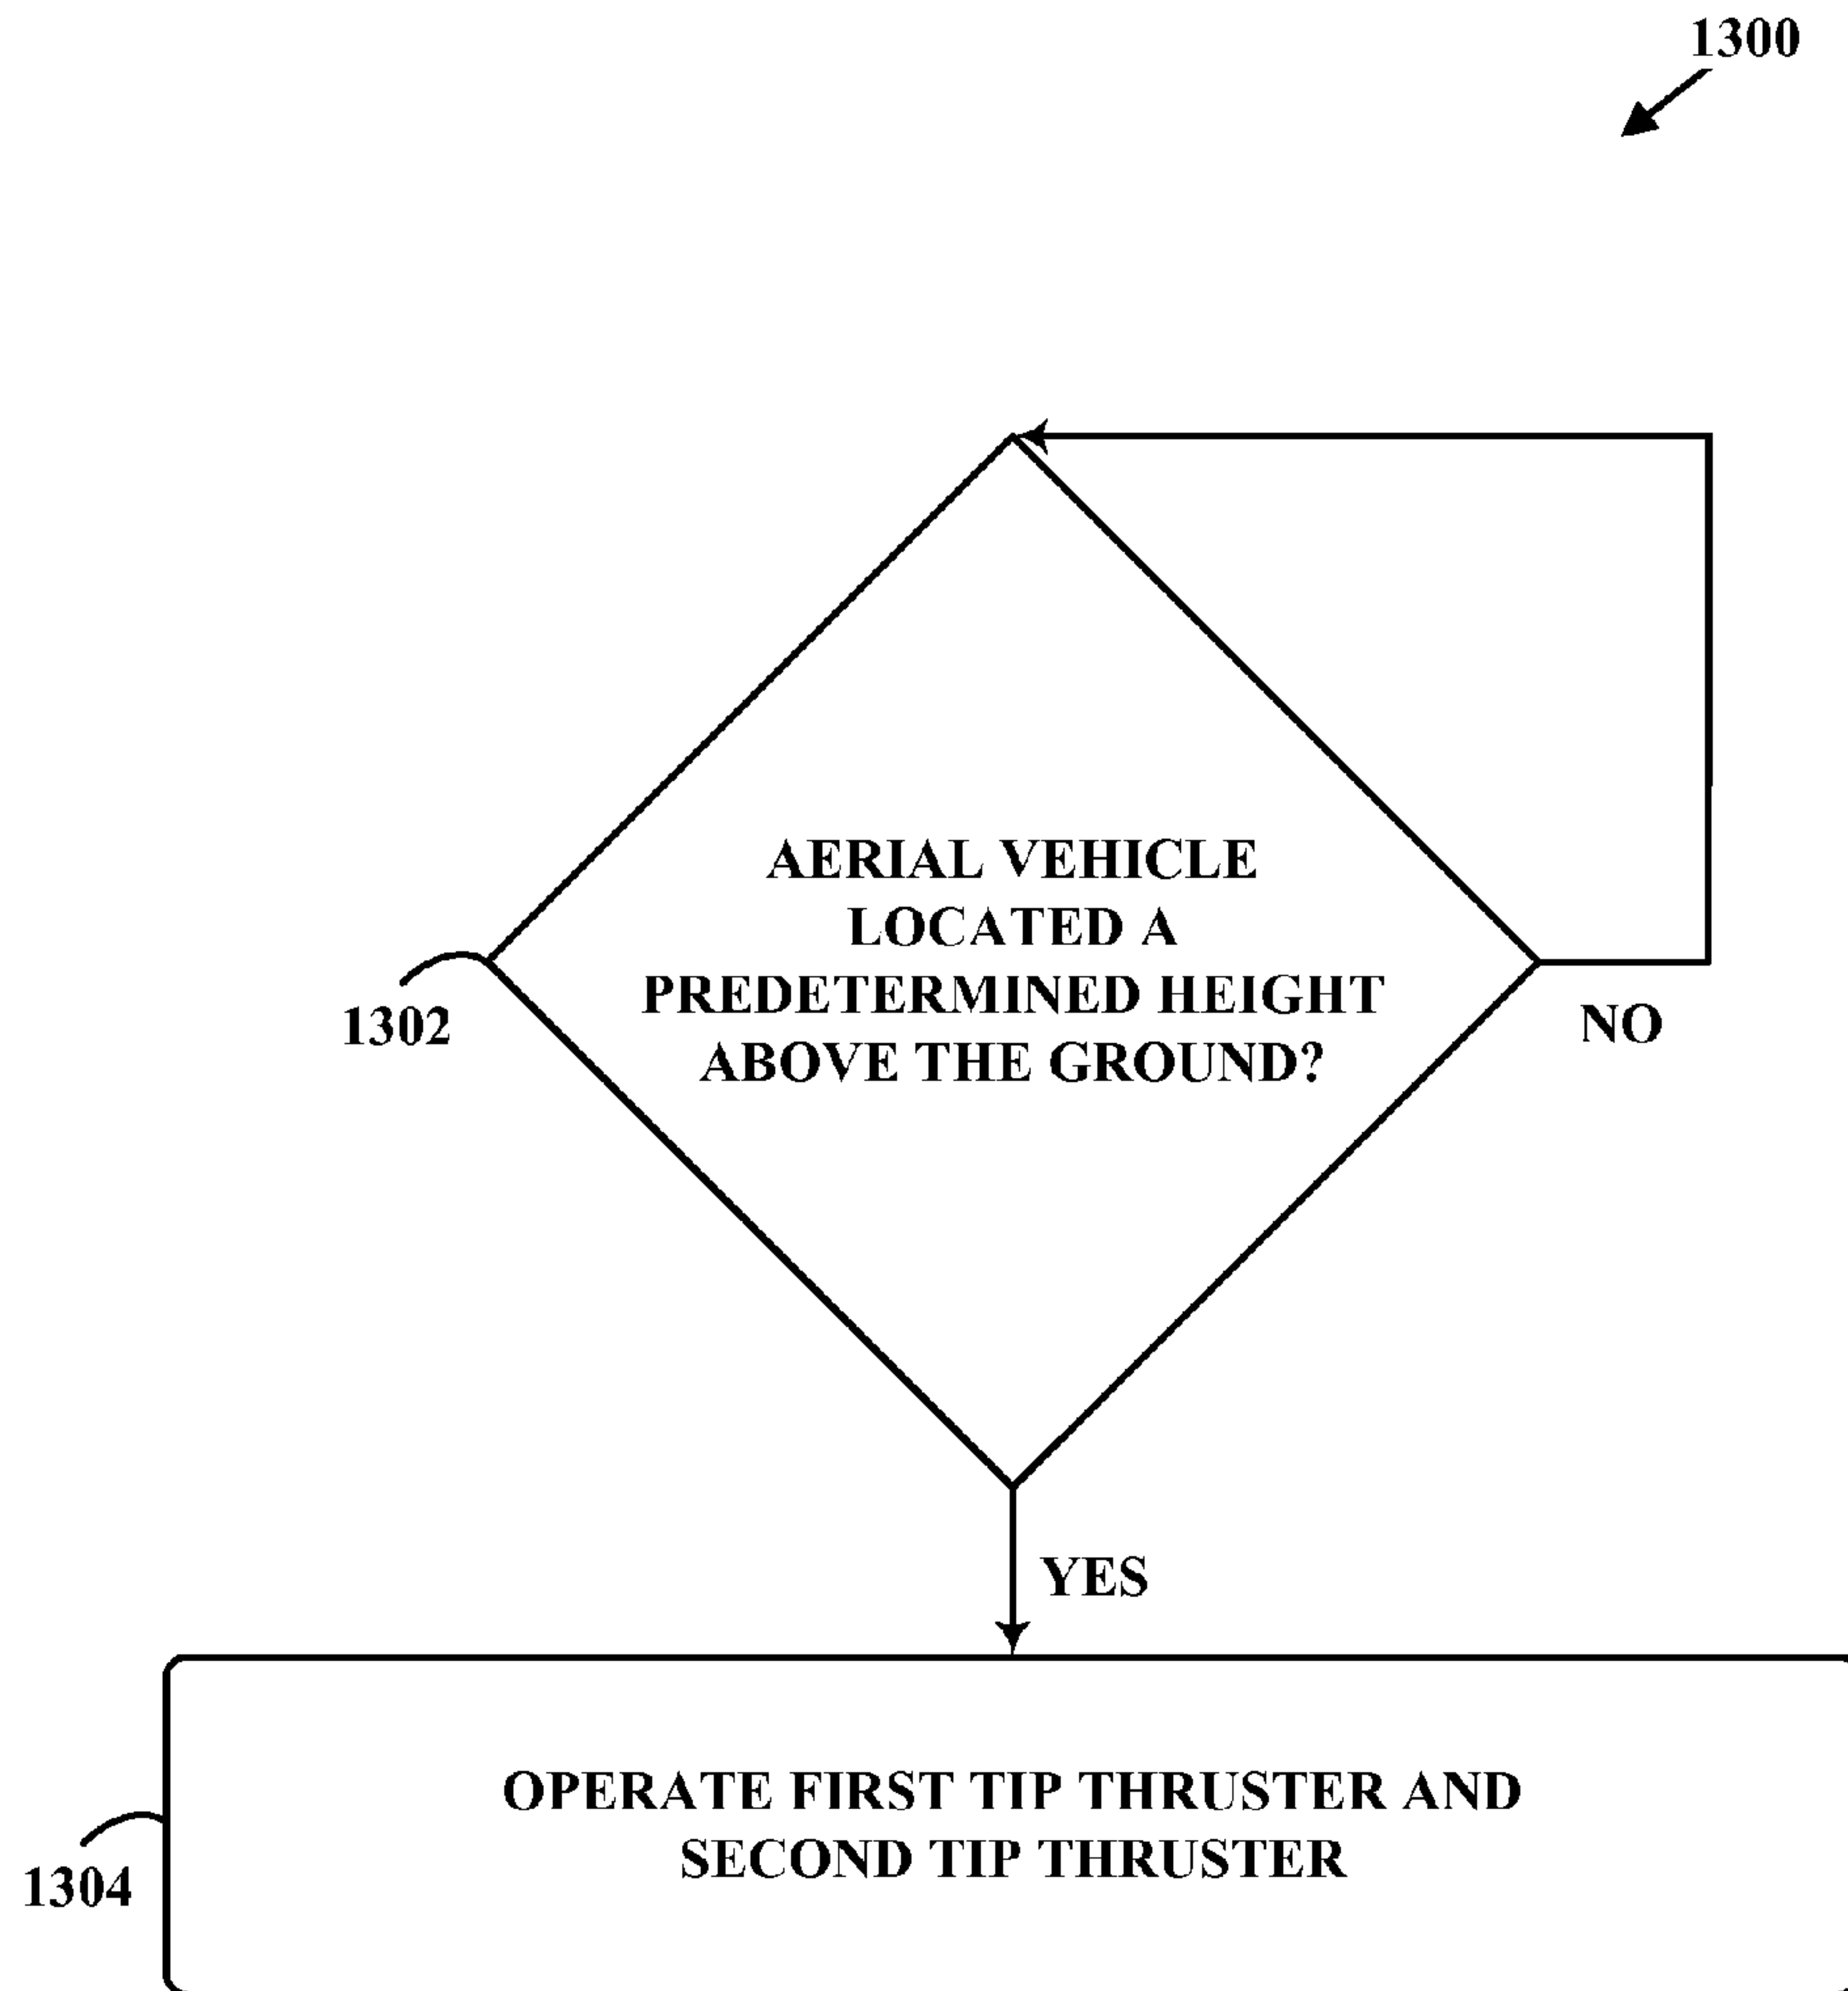 1300
AERIAL VEHICLE
LOCATED A
PREDETERMINED HEIGHT
ABOVE THE GROUND?
1302
NO
YES
OPERATE FIRST TIP THRUSTER AND
SECOND TIP THRUSTER
1304